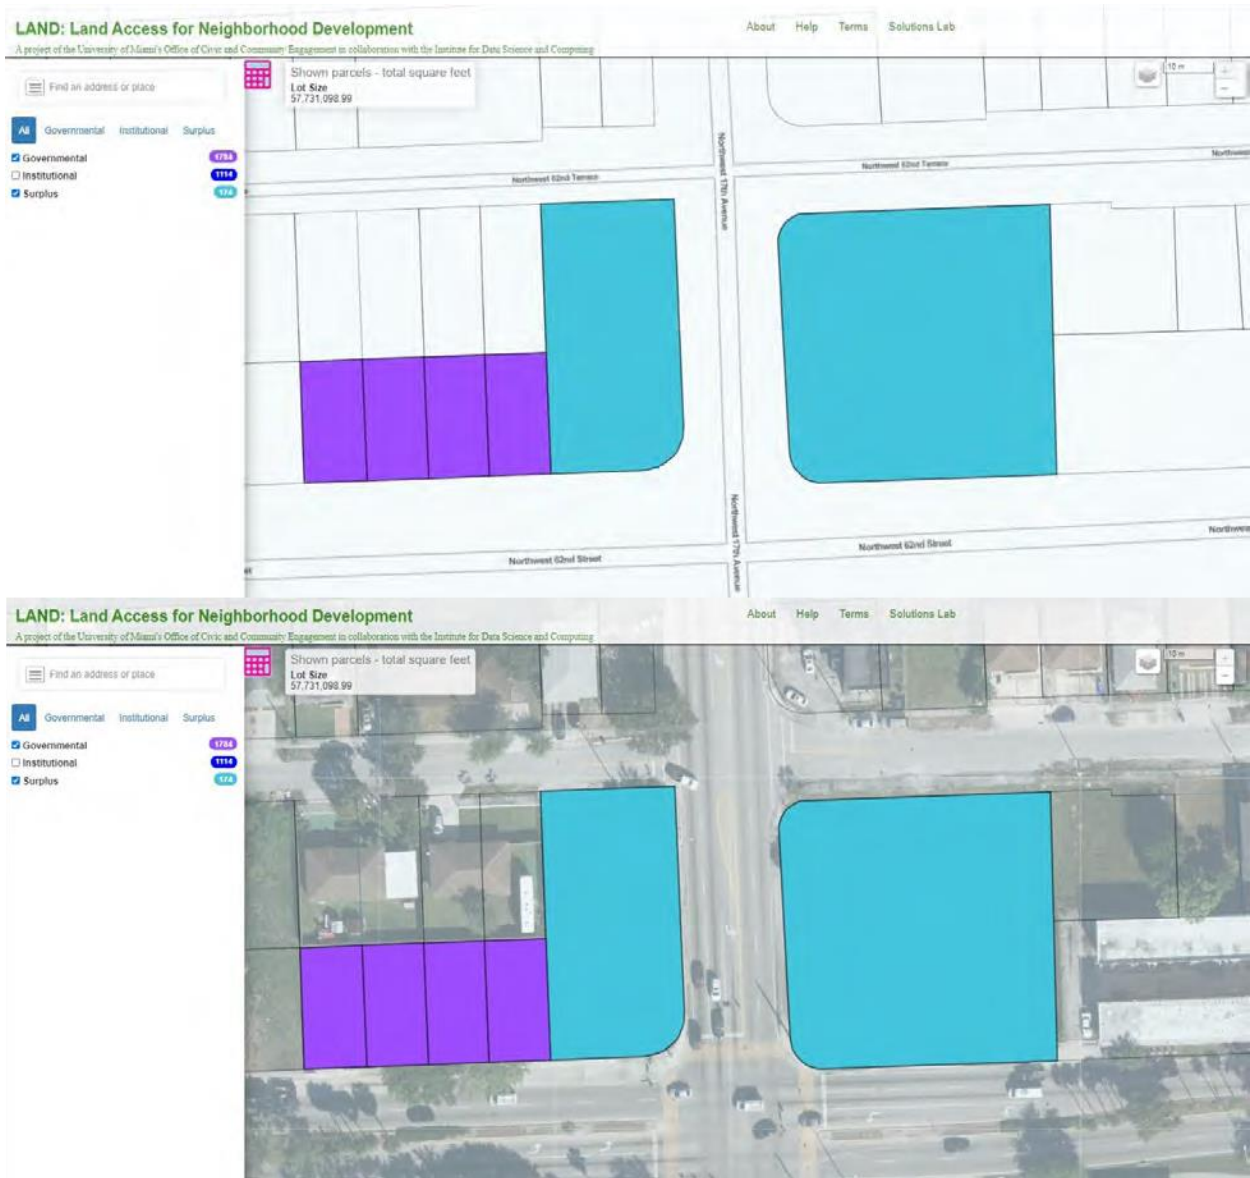 LAND: Land Access for Neighborhood Development
About Help Terms Solutions Lab
A project of the University of Miami's Office of Civic and Community Engagement in collaboration with the Institute for Data Science and Computing
Find an address or place
Shown parcels - total square feet
Lot Size
57,731,098.99
10 m
+
−
All Governmental Institutional Surplus
Governmental 1784
Institutional 1114
Surplus 174
Northwest 62nd Terrace
Northwest 17th Avenue
Northwest 62nd Terrace
Northwest
Northwest 17th Avenue
Northwest 62nd Street
Northwest 62nd Street
Northwest
LAND: Land Access for Neighborhood Development
About Help Terms Solutions Lab
A project of the University of Miami's Office of Civic and Community Engagement in collaboration with the Institute for Data Science and Computing
Find an address or place
Shown parcels - total square feet
Lot Size
57,731,098.99
10 m
+
−
All Governmental Institutional Surplus
Governmental 1784
Institutional 1114
Surplus 174